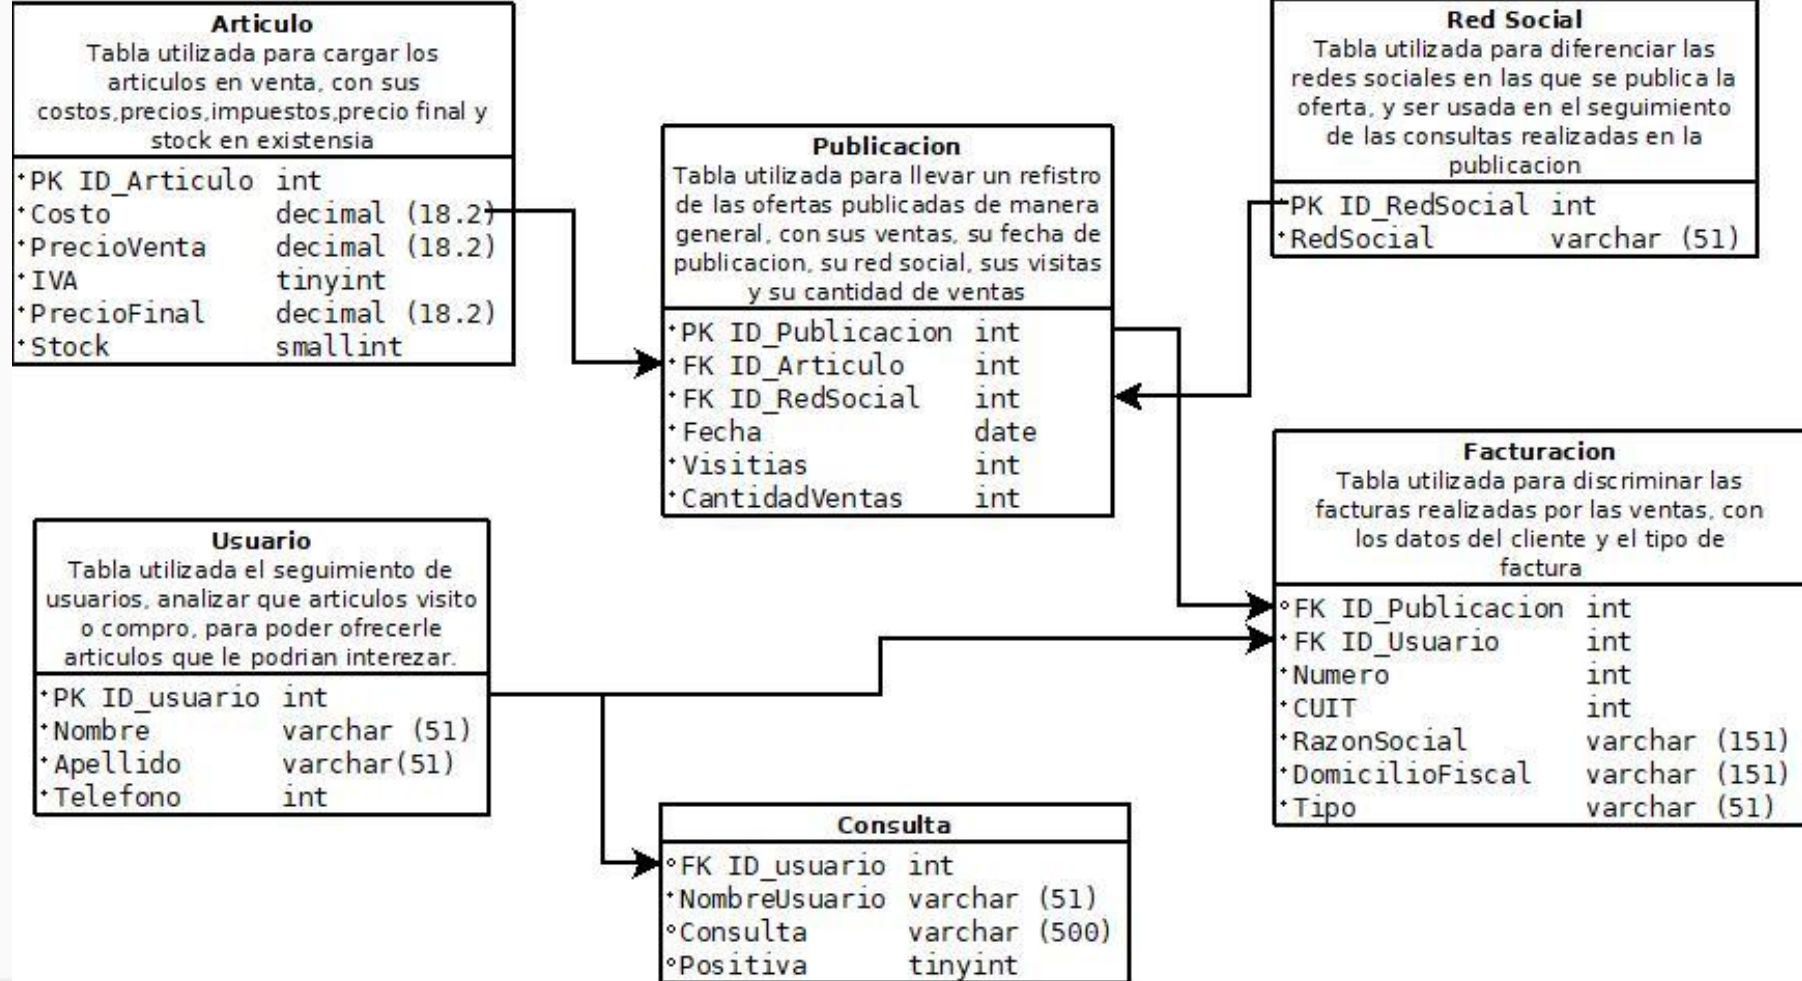 Articulo
Tabla utilizada para cargar los
articulos en venta, con sus
costos,precios,impuestos,precio final y
stock en existensia
PK ID_Articulo int
Costo decimal (18.2)
PrecioVenta decimal (18.2)
IVA tinyint
PrecioFinal decimal (18.2)
Stock smallint
Publicacion
Tabla utilizada para llevar un refistro
de las ofertas publicadas de manera
general, con sus ventas, su fecha de
publicacion, su red social, sus visitas
y su cantidad de ventas
PK ID_Publicacion int
FK ID_Articulo int
FK ID_RedSocial int
Fecha date
Visitias int
CantidadVentas int
Red Social
Tabla utilizada para diferenciar las
redes sociales en las que se publica la
oferta, y ser usada en el seguimiento
de las consultas realizadas en la
publicacion
PK ID_RedSocial int
RedSocial varchar (51)
Usuario
Tabla utilizada el seguimiento de
usuarios, analizar que articulos visito
o compro, para poder ofrecerle
articulos que le podrian interezar.
PK ID_usuario int
Nombre varchar (51)
Apellido varchar(51)
Telefono int
Consulta
FK ID_usuario int
NombreUsuario varchar (51)
Consulta varchar (500)
Positiva tinyint
Facturacion
Tabla utilizada para discriminar las
facturas realizadas por las ventas, con
los datos del cliente y el tipo de
factura
FK ID_Publicacion int
FK ID_Usuario int
Numero int
CUIT int
RazonSocial varchar (151)
DomicilioFiscal varchar (151)
Tipo varchar (51)